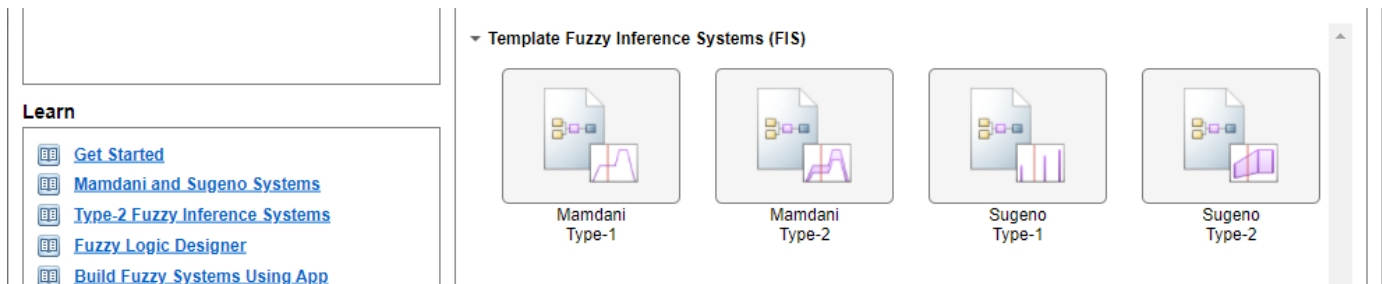 Template Fuzzy Inference Systems (FIS)
Learn
Get Started
Mamdani and Sugeno Systems
Type-2 Fuzzy Inference Systems
Fuzzy Logic Designer
Build Fuzzy Systems Using App
Mamdani
Type-1
Mamdani
Type-2
Sugeno
Type-1
Sugeno
Type-2